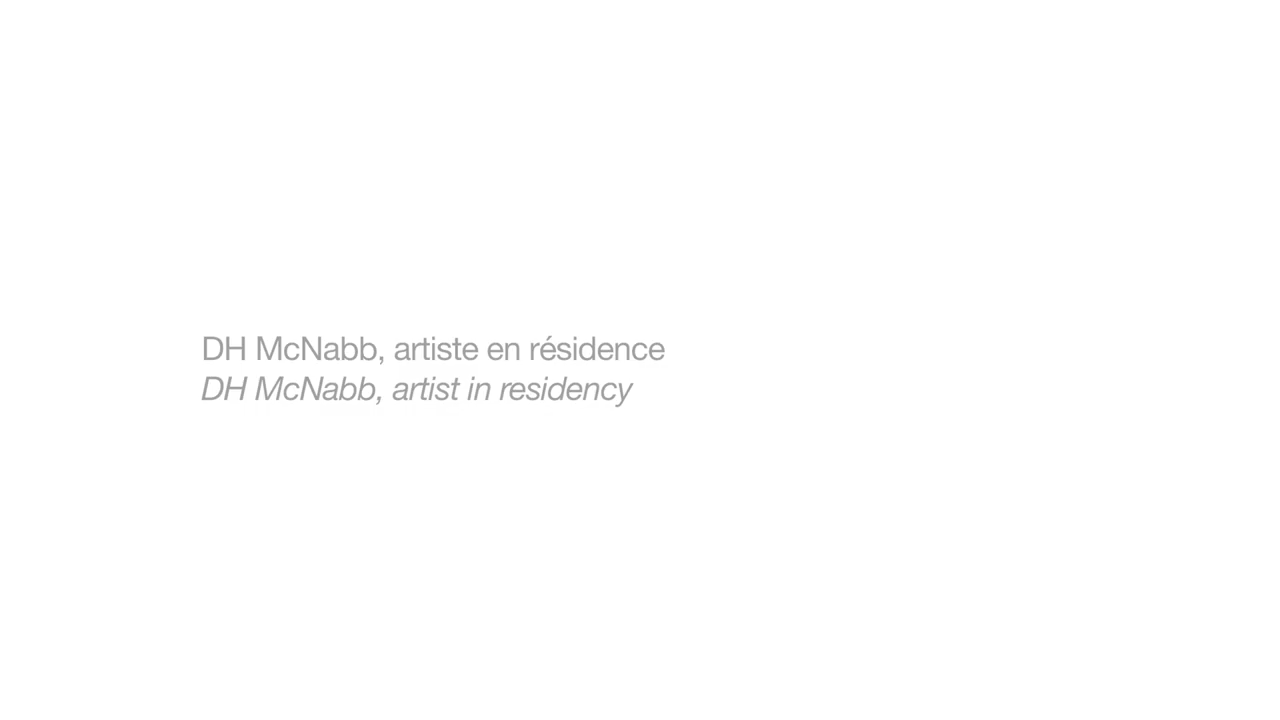 DH McNabb, artiste en résidence
DH McNabb, artist in residency